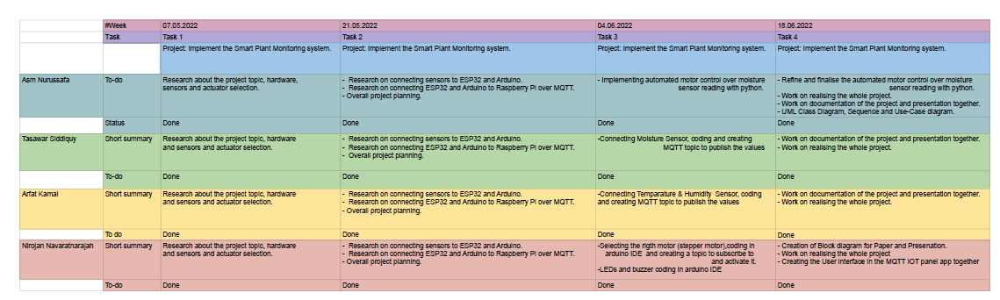 #Week 07.05.2022 21.05.2022 04.06.2022 18.06.2022
Task Task 1 Task 2 Task 3 Task 4
Project: Implement the Smart Plant Monitoring system. Project: Implement the Smart Plant Monitoring system. Project: Implement the Smart Plant Monitoring system. Project: Implement the Smart Plant Monitoring system.
Asm Nurussafa To-do
Research about the project topic, hardware,
sensors and actuator selection.
- Research on connecting sensors to ESP32 and Arduino.
- Research on connecting ESP32 and Arduino to Raspberry PI over MQTT.
- Overall project planning.
- Implementing automated motor control over moisture
sensor reading with python.
- Refine and finalise the automated motor control over moisture
sensor reading with python.
- Work on realising the whole project.
- Work on documentation of the project and presentation together.
- UML Class Diagram, Sequence and Use-Case diagram.
Status Done Done Done Done
Tasawar Siddiquy Short summary
Research about the project topic, hardware
and sensors and actuator selection.
- Research on connecting sensors to ESP32 and Arduino.
- Research on connecting ESP32 and Arduino to Raspberry PI over MQTT.
- Overall project planning.
-Connecting Moisture Sensor, coding and creating
MQTT topic to publish the values
- Work on documentation of the project and presentation together.
- Work on realising the whole project.
To-do Done Done Done Done
Arfat Kamal Short summary
Research about the project topic, hardware
and sensors and actuator selection.
- Research on connecting sensors to ESP32 and Arduino.
- Research on connecting ESP32 and Arduino to Raspberry PI over MQTT.
- Overall project planning.
-Connecting Temparature & Humidity Sensor, coding
and creating MQTT topic to publish the values
- Work on documentation of the project and presentation together.
- Work on realising the whole project.
To do Done Done Done Done
Nirojan Navaratnarajah Short summary
Research about the project topic, hardware
and sensors and actuator selection.
- Research on connecting sensors to ESP32 and Arduino.
- Research on connecting ESP32 and Arduino to Raspberry PI over MQTT.
- Overall project planning.
-Selecting the rigth motor (stepper motor),coding in
arduino IDE and creating a topic to subscribe to
and activate it.
-LEDs and buzzer coding in arduino IDE
- Creation of Block diagram for Paper and Presenation.
- Work on realising the whole project
- Creating the User Interface in the MQTT IOT panel app together
To-do Done Done Done Done